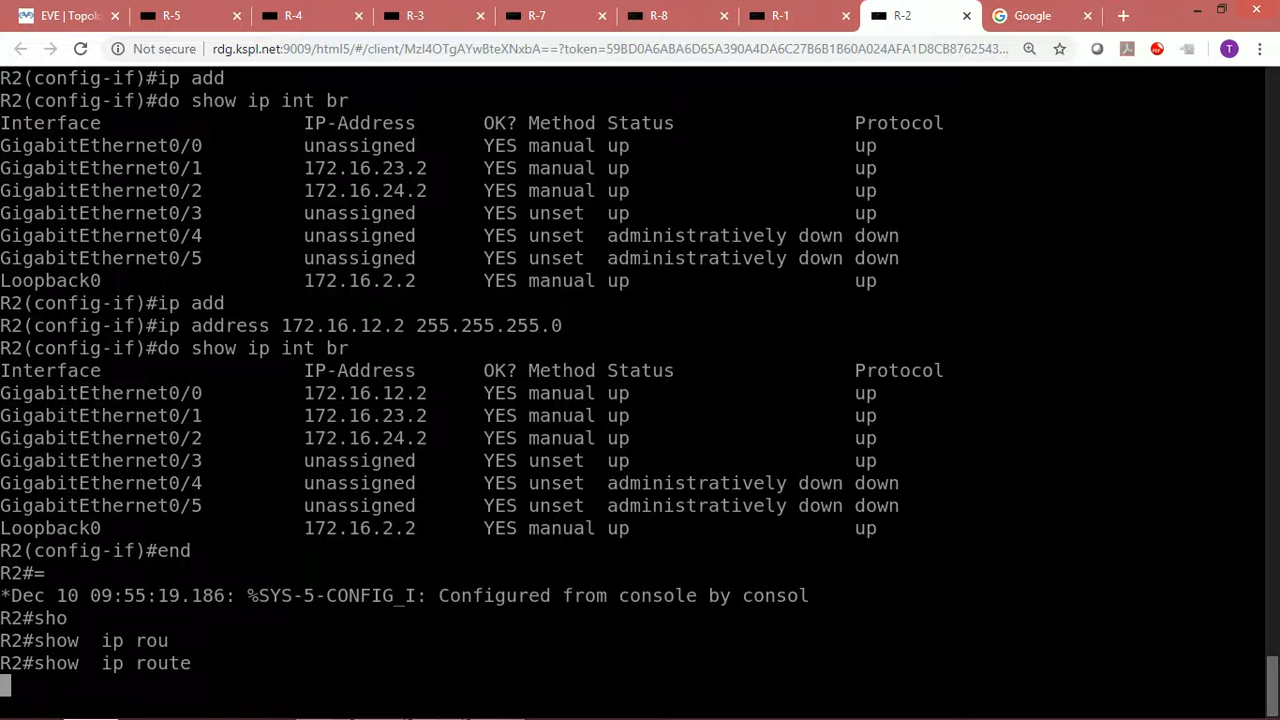 EVE | Topolo
R-5
R-4
R-3
R-7
R-8
R-1
R-2
Google
Not secure
rdg.kspl.net:9009/html5/#/client/MzI4OTgAYwBteXNxbA==?token=59BD0A6ABA6D65A390A4DA6C27B6B1B60A024AFA1D8CB8762543...
T
R2(config-if)#ip add
R2(config-if)#do show ip int br
Interface IP-Address OK? Method Status Protocol
GigabitEthernet0/0 unassigned YES manual up up
GigabitEthernet0/1 172.16.23.2 YES manual up up
GigabitEthernet0/2 172.16.24.2 YES manual up up
GigabitEthernet0/3 unassigned YES unset up up
GigabitEthernet0/4 unassigned YES unset administratively down down
GigabitEthernet0/5 unassigned YES unset administratively down down
Loopback0 172.16.2.2 YES manual up up
R2(config-if)#ip add
R2(config-if)#ip address 172.16.12.2 255.255.255.0
R2(config-if)#do show ip int br
Interface IP-Address OK? Method Status Protocol
GigabitEthernet0/0 172.16.12.2 YES manual up up
GigabitEthernet0/1 172.16.23.2 YES manual up up
GigabitEthernet0/2 172.16.24.2 YES manual up up
GigabitEthernet0/3 unassigned YES unset up up
GigabitEthernet0/4 unassigned YES unset administratively down down
GigabitEthernet0/5 unassigned YES unset administratively down down
Loopback0 172.16.2.2 YES manual up up
R2(config-if)#end
R2#=
*Dec 10 09:55:19.186: %SYS-5-CONFIG_I: Configured from console by consol
R2#sho
R2#show  ip rou
R2#show  ip route